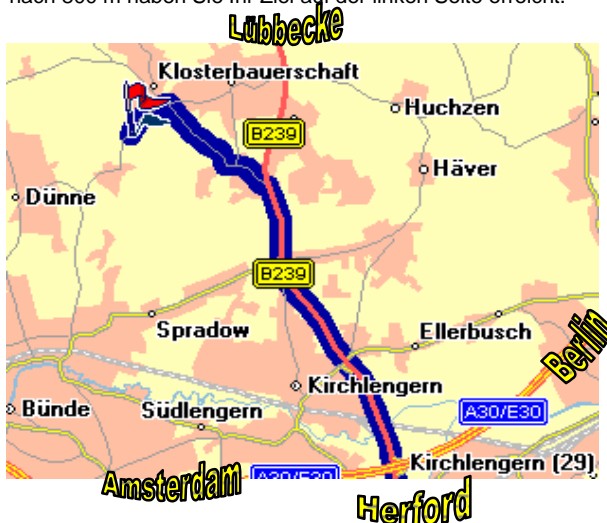 nach 500 m haben Sie Ihr Ziel auf der linken Seite erreicht.
Lübbecke
Klosterbauerschaft
Huchzen
B239
Häver
Dünne
B239
Spradow
Ellerbusch
Berlin
Kirchlengern
Bünde
Südlengern
A30/E30
Kirchlengern (29)
Amsterdam
A30/E30
Herford